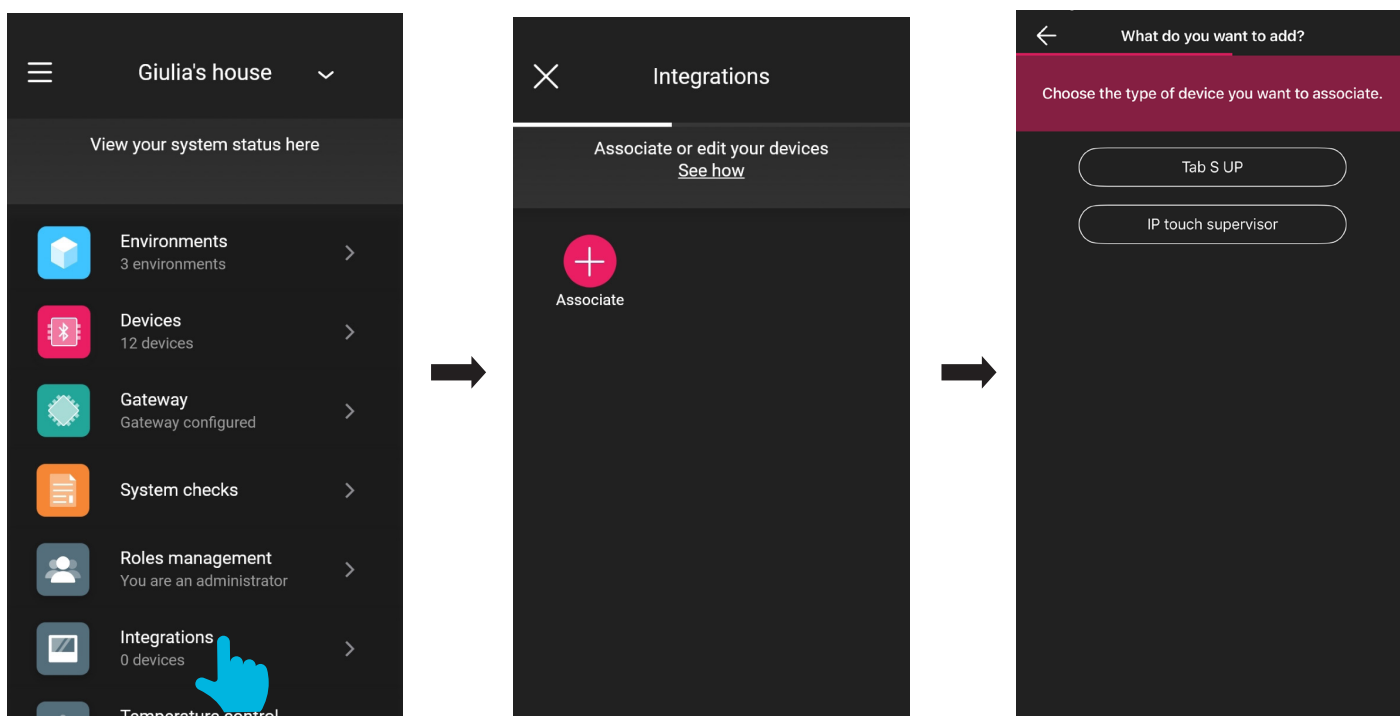 Giulia's house
View your system status here
Environments
3 environments
Devices
12 devices
Gateway
Gateway configured
System checks
Roles management
You are an administrator
Integrations
0 devices
Temperature control
Integrations
Associate or edit your devices
See how
Associate
What do you want to add?
Choose the type of device you want to associate.
Tab S UP
IP touch supervisor